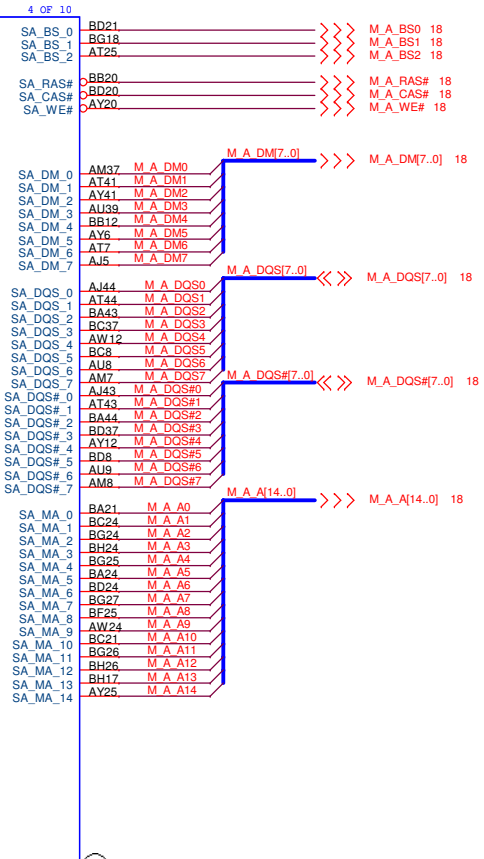 4 OF 10
SA_BS_0 BD21 M_A_BS0 18
SA_BS_1 BG18 M_A_BS1 18
SA_BS_2 AT25 M_A_BS2 18
SA_RAS# BB20 M_A_RAS# 18
SA_CAS# BD20 M_A_CAS# 18
SA_WE# AY20 M_A_WE# 18
M_A_DM[7..0] M_A_DM[7..0] 18
SA_DM_0 AM37 M_A_DM0
SA_DM_1 AT41 M_A_DM1
SA_DM_2 AY41 M_A_DM2
SA_DM_3 AU39 M_A_DM3
SA_DM_4 BB12 M_A_DM4
SA_DM_5 AY6 M_A_DM5
SA_DM_6 AT7 M_A_DM6
SA_DM_7 AJ5 M_A_DM7
M_A_DQS[7..0] M_A_DQS[7..0] 18
SA_DQS_0 AJ44 M_A_DQS0
SA_DQS_1 AT44 M_A_DQS1
SA_DQS_2 BA43 M_A_DQS2
SA_DQS_3 BC37 M_A_DQS3
SA_DQS_4 AW12 M_A_DQS4
SA_DQS_5 BC8 M_A_DQS5
SA_DQS_6 AU8 M_A_DQS6
SA_DQS_7 AM7 M_A_DQS7
M_A_DQS#[7..0] M_A_DQS#[7..0] 18
SA_DQS#_0 AJ43 M_A_DQS#0
SA_DQS#_1 AT43 M_A_DQS#1
SA_DQS#_2 BA44 M_A_DQS#2
SA_DQS#_3 BD37 M_A_DQS#3
SA_DQS#_4 AY12 M_A_DQS#4
SA_DQS#_5 BD8 M_A_DQS#5
SA_DQS#_6 AU9 M_A_DQS#6
SA_DQS#_7 AM8 M_A_DQS#7
M_A_A[14..0] M_A_A[14..0] 18
SA_MA_0 BA21 M_A_A0
SA_MA_1 BC24 M_A_A1
SA_MA_2 BG24 M_A_A2
SA_MA_3 BH24 M_A_A3
SA_MA_4 BG25 M_A_A4
SA_MA_5 BA24 M_A_A5
SA_MA_6 BD24 M_A_A6
SA_MA_7 BG27 M_A_A7
SA_MA_8 BF25 M_A_A8
SA_MA_9 AW24 M_A_A9
SA_MA_10 BC21 M_A_A10
SA_MA_11 BG26 M_A_A11
SA_MA_12 BH26 M_A_A12
SA_MA_13 BH17 M_A_A13
SA_MA_14 AY25 M_A_A14